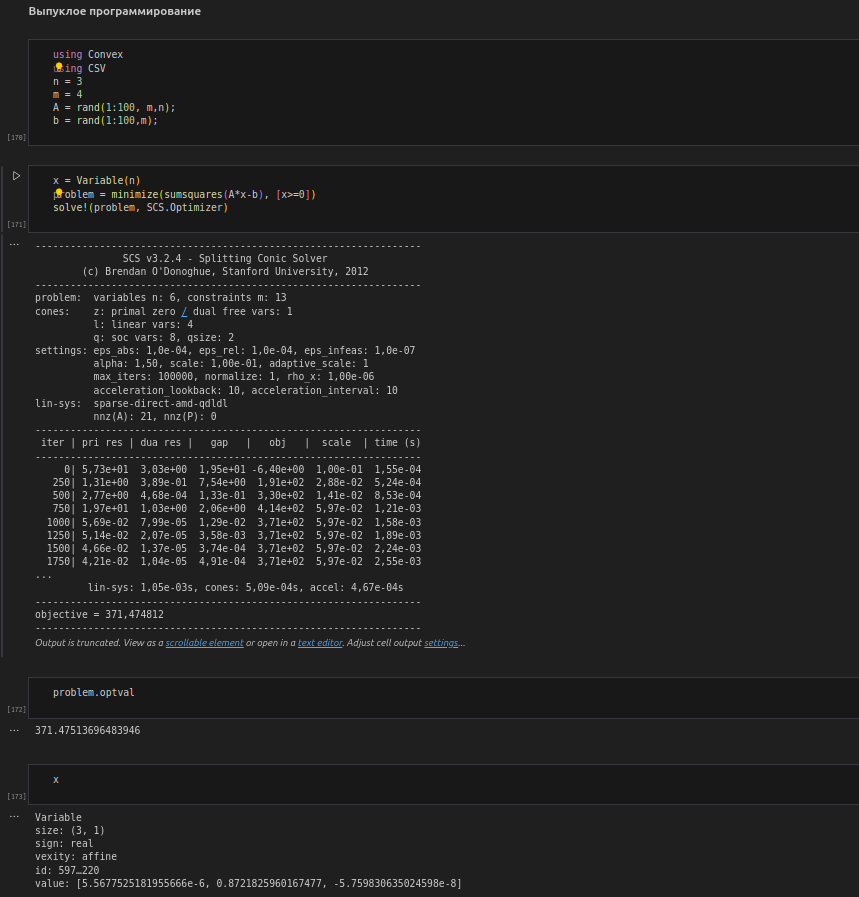 Выпуклое программирование
using Convex
using CSV
n = 3
m = 4
A = rand(1:100, m,n);
b = rand(1:100,m);
[170]
x = Variable(n)
problem = minimize(sumsquares(A*x-b), [x>=0])
solve!(problem, SCS.Optimizer)
[171]
...
------------------------------------------------------------------
               SCS v3.2.4 - Splitting Conic Solver
        (c) Brendan O'Donoghue, Stanford University, 2012
------------------------------------------------------------------
problem:  variables n: 6, constraints m: 13
cones:    z: primal zero / dual free vars: 1
          l: linear vars: 4
          q: soc vars: 8, qsize: 2
settings: eps_abs: 1,0e-04, eps_rel: 1,0e-04, eps_infeas: 1,0e-07
          alpha: 1,50, scale: 1,00e-01, adaptive_scale: 1
          max_iters: 100000, normalize: 1, rho_x: 1,00e-06
          acceleration_lookback: 10, acceleration_interval: 10
lin-sys:  sparse-direct-amd-qdldl
          nnz(A): 21, nnz(P): 0
------------------------------------------------------------------
 iter | pri res | dua res |   gap   |   obj   |  scale  | time (s)
------------------------------------------------------------------
     0| 5,73e+01  3,03e+00  1,95e+01 -6,40e+00  1,00e-01  1,55e-04
   250| 1,31e+00  3,89e-01  7,54e+00  1,91e+02  2,88e-02  5,24e-04
   500| 2,77e+00  4,68e-04  1,33e-01  3,30e+02  1,41e-02  8,53e-04
   750| 1,97e+01  1,03e+00  2,06e+00  4,14e+02  5,97e-02  1,21e-03
  1000| 5,69e-02  7,99e-05  1,29e-02  3,71e+02  5,97e-02  1,58e-03
  1250| 5,14e-02  2,07e-05  3,58e-03  3,71e+02  5,97e-02  1,89e-03
  1500| 4,66e-02  1,37e-05  3,74e-04  3,71e+02  5,97e-02  2,24e-03
  1750| 4,21e-02  1,04e-05  4,91e-04  3,71e+02  5,97e-02  2,55e-03
...
         lin-sys: 1,05e-03s, cones: 5,09e-04s, accel: 4,67e-04s
------------------------------------------------------------------
objective = 371,474812
------------------------------------------------------------------
Output is truncated. View as a scrollable element or open in a text editor. Adjust cell output settings...
problem.optval
[172]
...
371.47513696483946
x
[173]
...
Variable
size: (3, 1)
sign: real
vexity: affine
id: 597…220
value: [5.5677525181955666e-6, 0.8721825960167477, -5.759830635024598e-8]